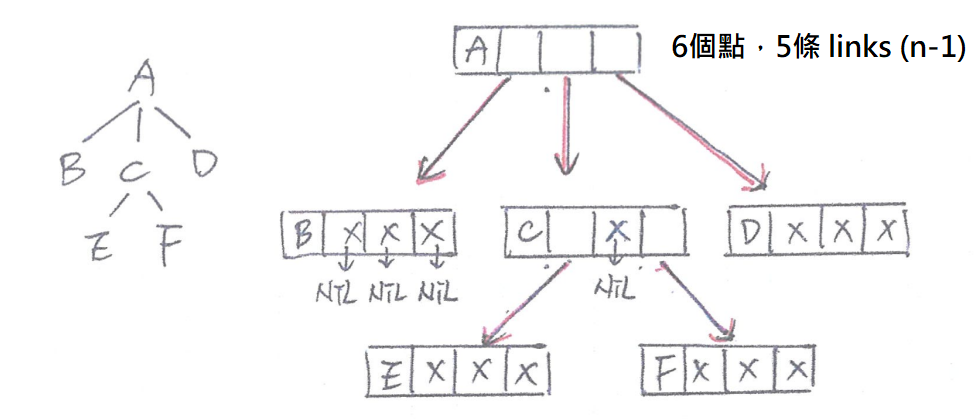 A
B C D
E F
A
6個點，5條 links (n-1)
B X X X
NIL NIL NIL
C X
NIL
D X X X
E X X X
F X X X